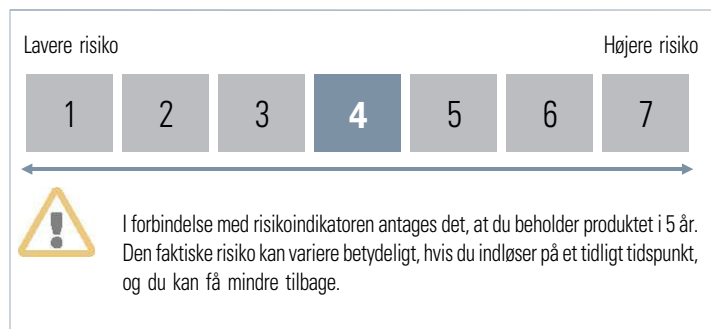 Lavere risiko Højere risiko
1 2 3 4 5 6 7
!
I forbindelse med risikoindikatoren antages det, at du beholder produktet i 5 år.
Den faktiske risiko kan variere betydeligt, hvis du indløser på et tidligt tidspunkt,
og du kan få mindre tilbage.